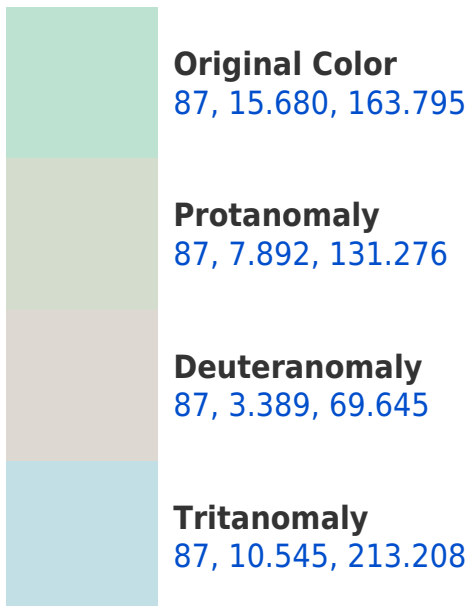 Original Color
87, 15.680, 163.795
Protanomaly
87, 7.892, 131.276
Deuteranomaly
87, 3.389, 69.645
Tritanomaly
87, 10.545, 213.208